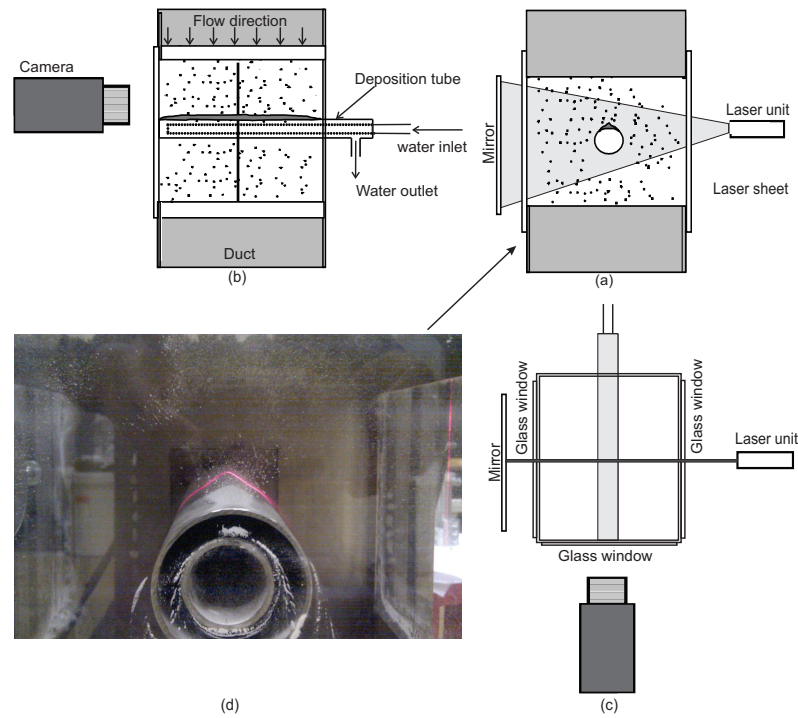 Flow direction
Camera
Deposition tube
water inlet
Water outlet
Duct
(b)
Mirror
Laser unit
Laser sheet
(a)
Mirror
Glass window
Glass window
Laser unit
Glass window
(d)
(c)